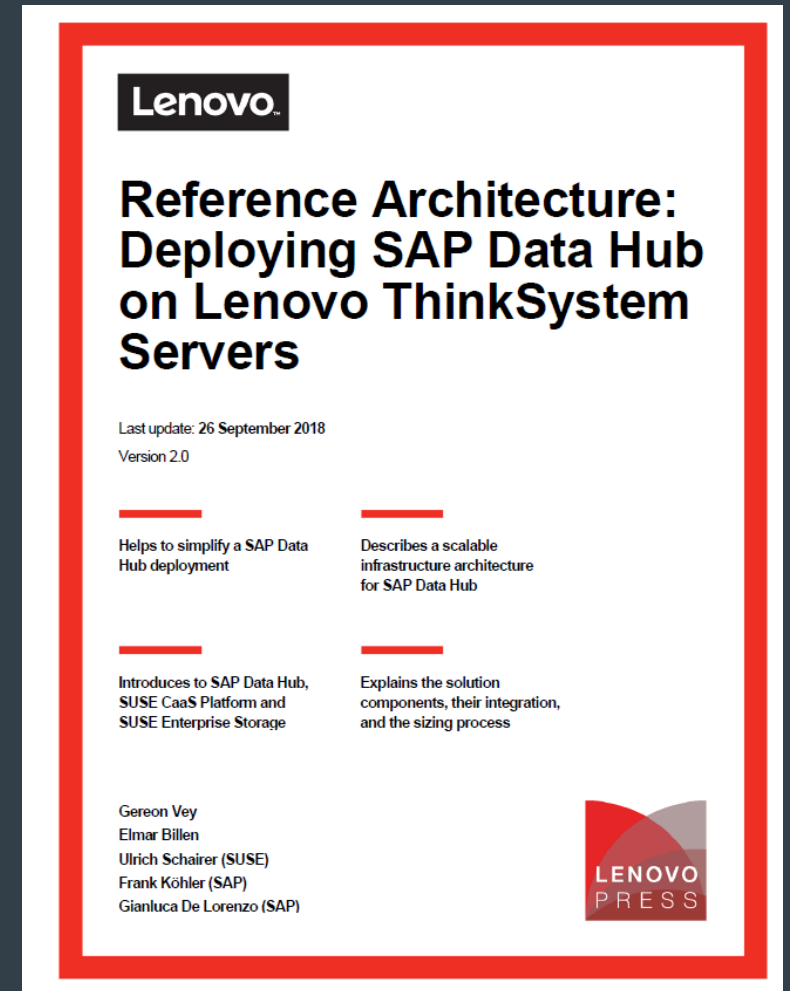 Lenovo™
Reference Architecture:
Deploying SAP Data Hub
on Lenovo ThinkSystem
Servers
Last update: 26 September 2018
Version 2.0
Helps to simplify a SAP Data
Hub deployment
Describes a scalable
infrastructure architecture
for SAP Data Hub
Introduces to SAP Data Hub,
SUSE CaaS Platform and
SUSE Enterprise Storage
Explains the solution
components, their integration,
and the sizing process
Gereon Vey
Elmar Billen
Ulrich Schairer (SUSE)
Frank Köhler (SAP)
Gianluca De Lorenzo (SAP)
LENOVO
PRESS